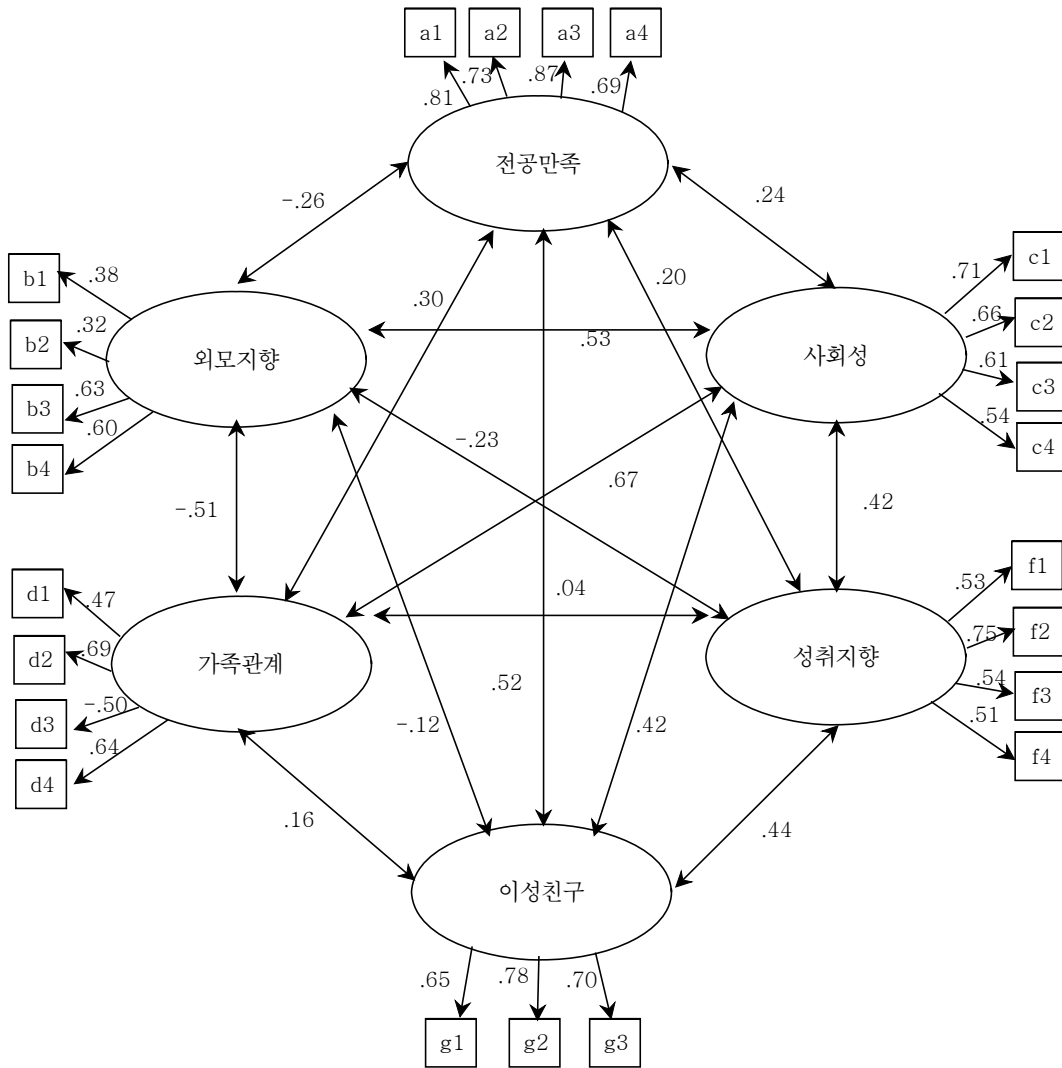 a1 a2 a3 a4
.81 .73 .87 .69
전공만족
-.26 .24
b1 .38
b2 .32
b3 .63
b4 .60
외모지향
.30 .20
.53
사회성
c1 .71
c2 .66
c3 .61
c4 .54
-.23
.67
-.51 .42
d1 .47
d2 .69
d3 -.50
d4 .64
가족관계
.04
성취지향
f1 .53
f2 .75
f3 .54
f4 .51
-.12 .52 .42
.16 .44
이성친구
.65 .78 .70
g1 g2 g3